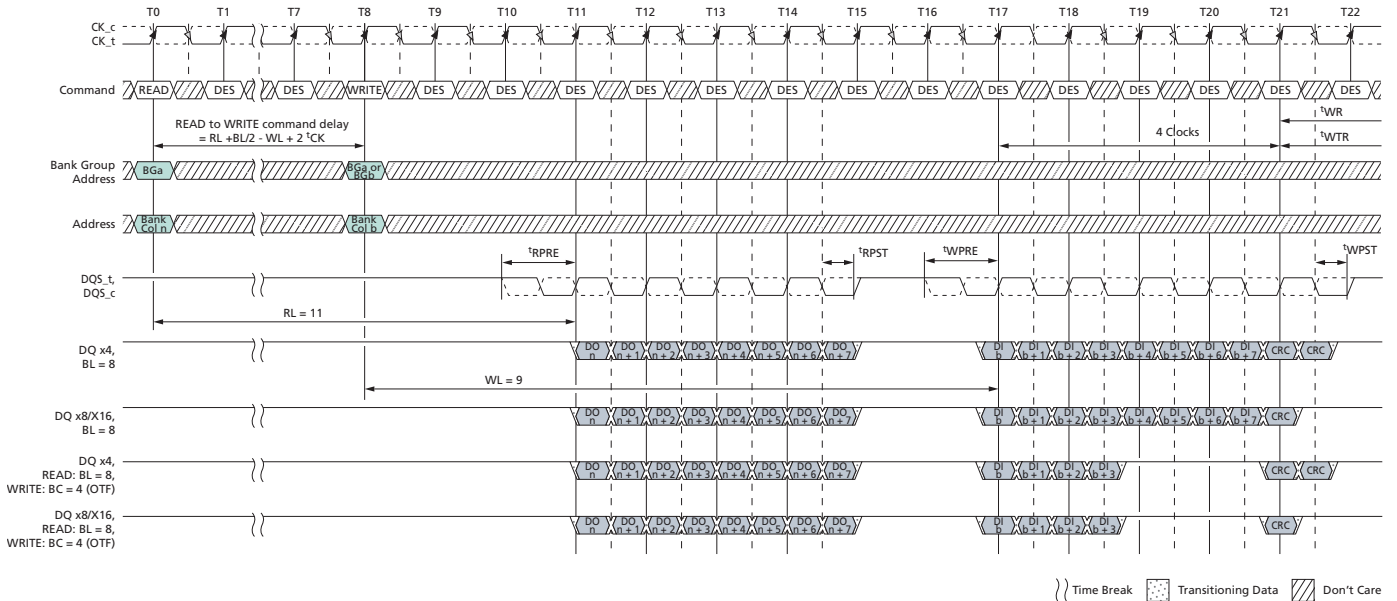 T0 T1 T7 T8 T9 T10 T11 T12 T13 T14 T15 T16 T17 T18 T19 T20 T21 T22
CK_c
CK_t
Command READ DES DES WRITE DES DES DES DES DES DES DES DES DES DES DES DES DES DES
READ to WRITE command delay
= RL +BL/2 - WL + 2 tCK
4 Clocks
tWR
tWTR
Bank Group
Address
BGa
BGa or
BGb
Address
Bank
Col n
Bank
Col b
tRPRE tRPST tWPRE tWPST
DQS_t,
DQS_c
RL = 11
DQ x4,
BL = 8
DO n DO n + 1 DO n + 2 DO n + 3 DO n + 4 DO n + 5 DO n + 6 DO n + 7 DI b DI b + 1 DI b + 2 DI b + 3 DI b + 4 DI b + 5 DI b + 6 DI b + 7 CRC CRC
WL = 9
DQ x8/X16,
BL = 8
DO n DO n + 1 DO n + 2 DO n + 3 DO n + 4 DO n + 5 DO n + 6 DO n + 7 DI b DI b + 1 DI b + 2 DI b + 3 DI b + 4 DI b + 5 DI b + 6 DI b + 7 CRC
DQ x4,
READ: BL = 8,
WRITE: BC = 4 (OTF)
DO n DO n + 1 DO n + 2 DO n + 3 DO n + 4 DO n + 5 DO n + 6 DO n + 7 DI b DI b + 1 DI b + 2 DI b + 3 CRC CRC
DQ x8/X16,
READ: BL = 8,
WRITE: BC = 4 (OTF)
DO n DO n + 1 DO n + 2 DO n + 3 DO n + 4 DO n + 5 DO n + 6 DO n + 7 DI b DI b + 1 DI b + 2 DI b + 3 CRC
Time Break Transitioning Data Don't Care